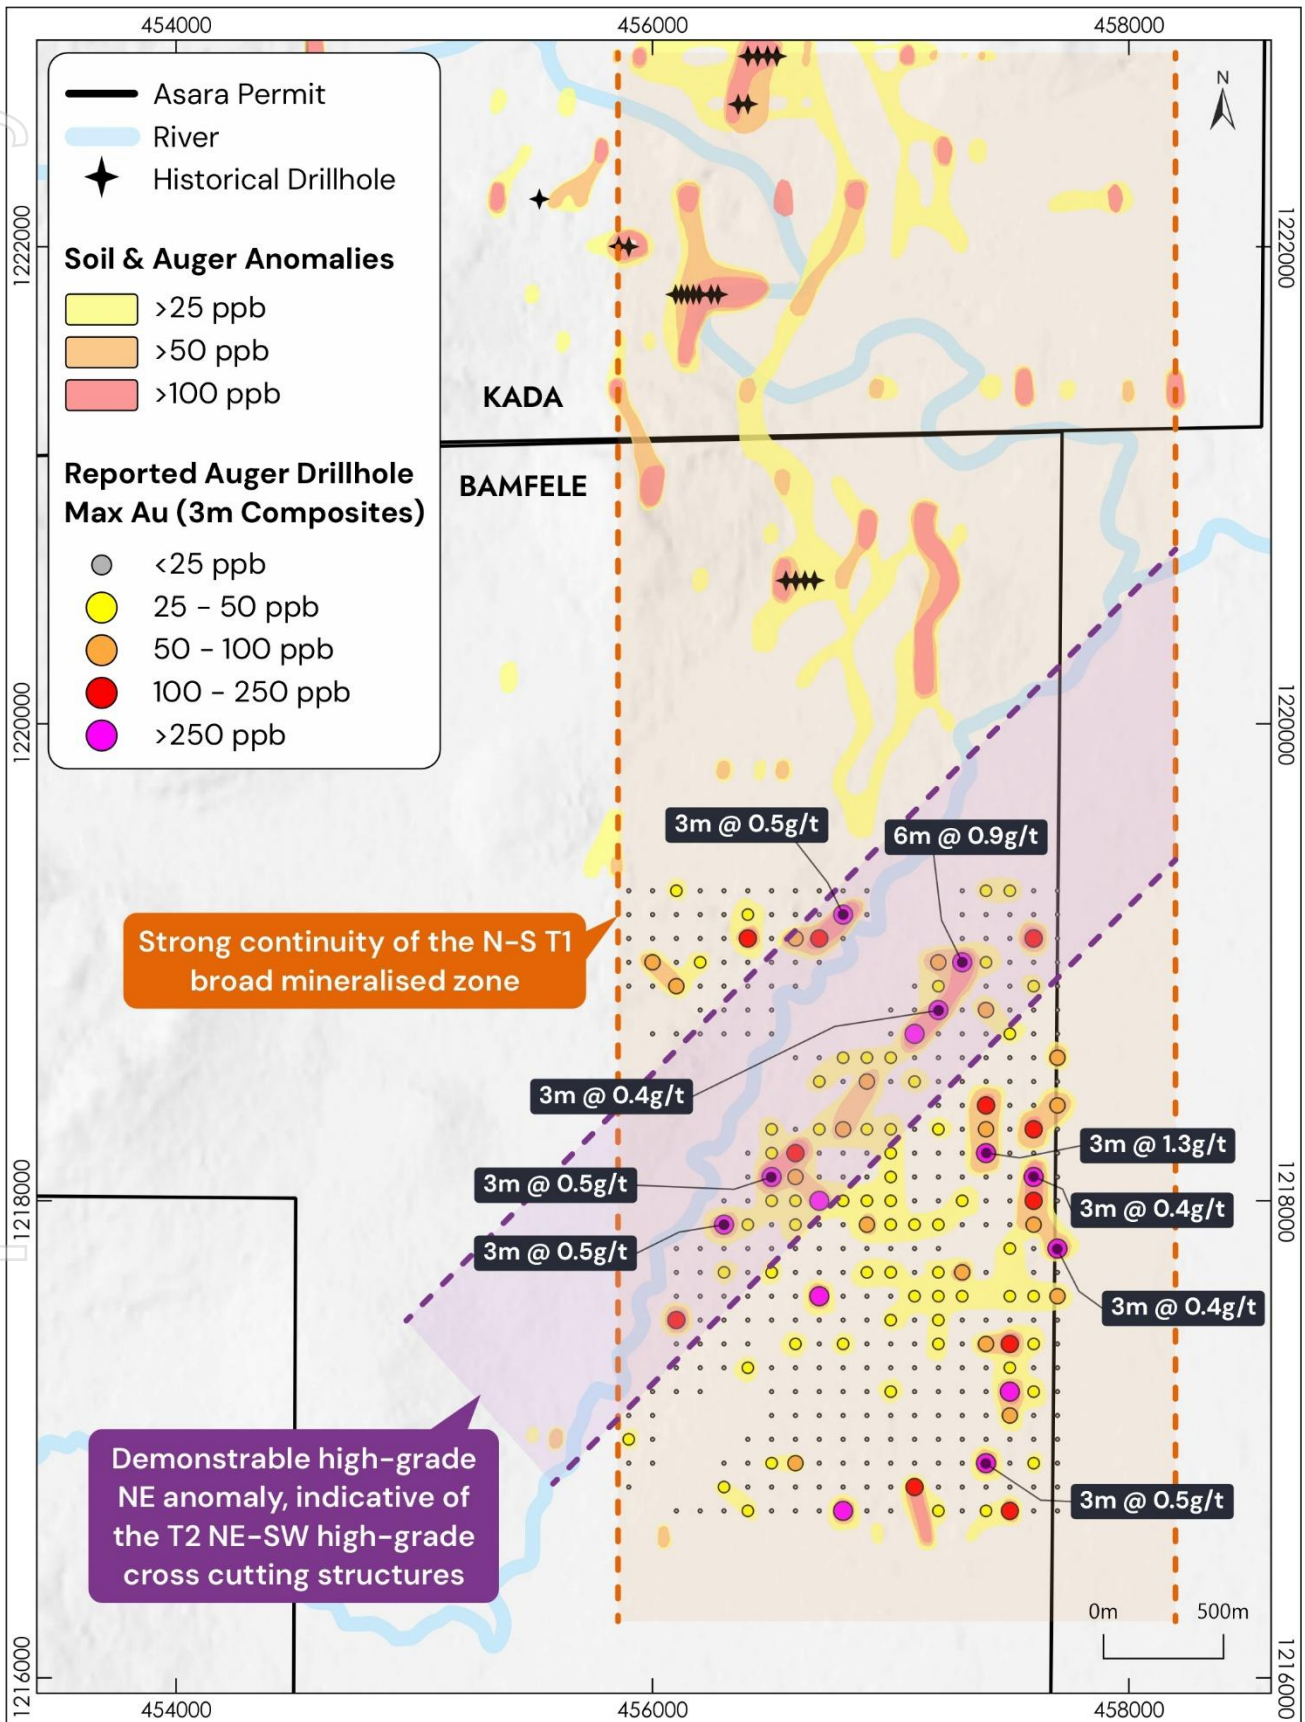 454000
456000
458000
Asara Permit
River
Historical Drillhole
Soil & Auger Anomalies
>25 ppb
>50 ppb
>100 ppb
Reported Auger Drillhole
Max Au (3m Composites)
<25 ppb
25 - 50 ppb
50 - 100 ppb
100 - 250 ppb
>250 ppb
N
1222000
1222000
KADA
BAMFELE
1220000
1220000
3m @ 0.5g/t
6m @ 0.9g/t
Strong continuity of the N-S T1
broad mineralised zone
3m @ 0.4g/t
3m @ 1.3g/t
3m @ 0.5g/t
3m @ 0.4g/t
1218000
1218000
3m @ 0.5g/t
3m @ 0.4g/t
Demonstrable high-grade
NE anomaly, indicative of
the T2 NE-SW high-grade
cross cutting structures
3m @ 0.5g/t
0m
500m
1216000
1216000
454000
456000
458000